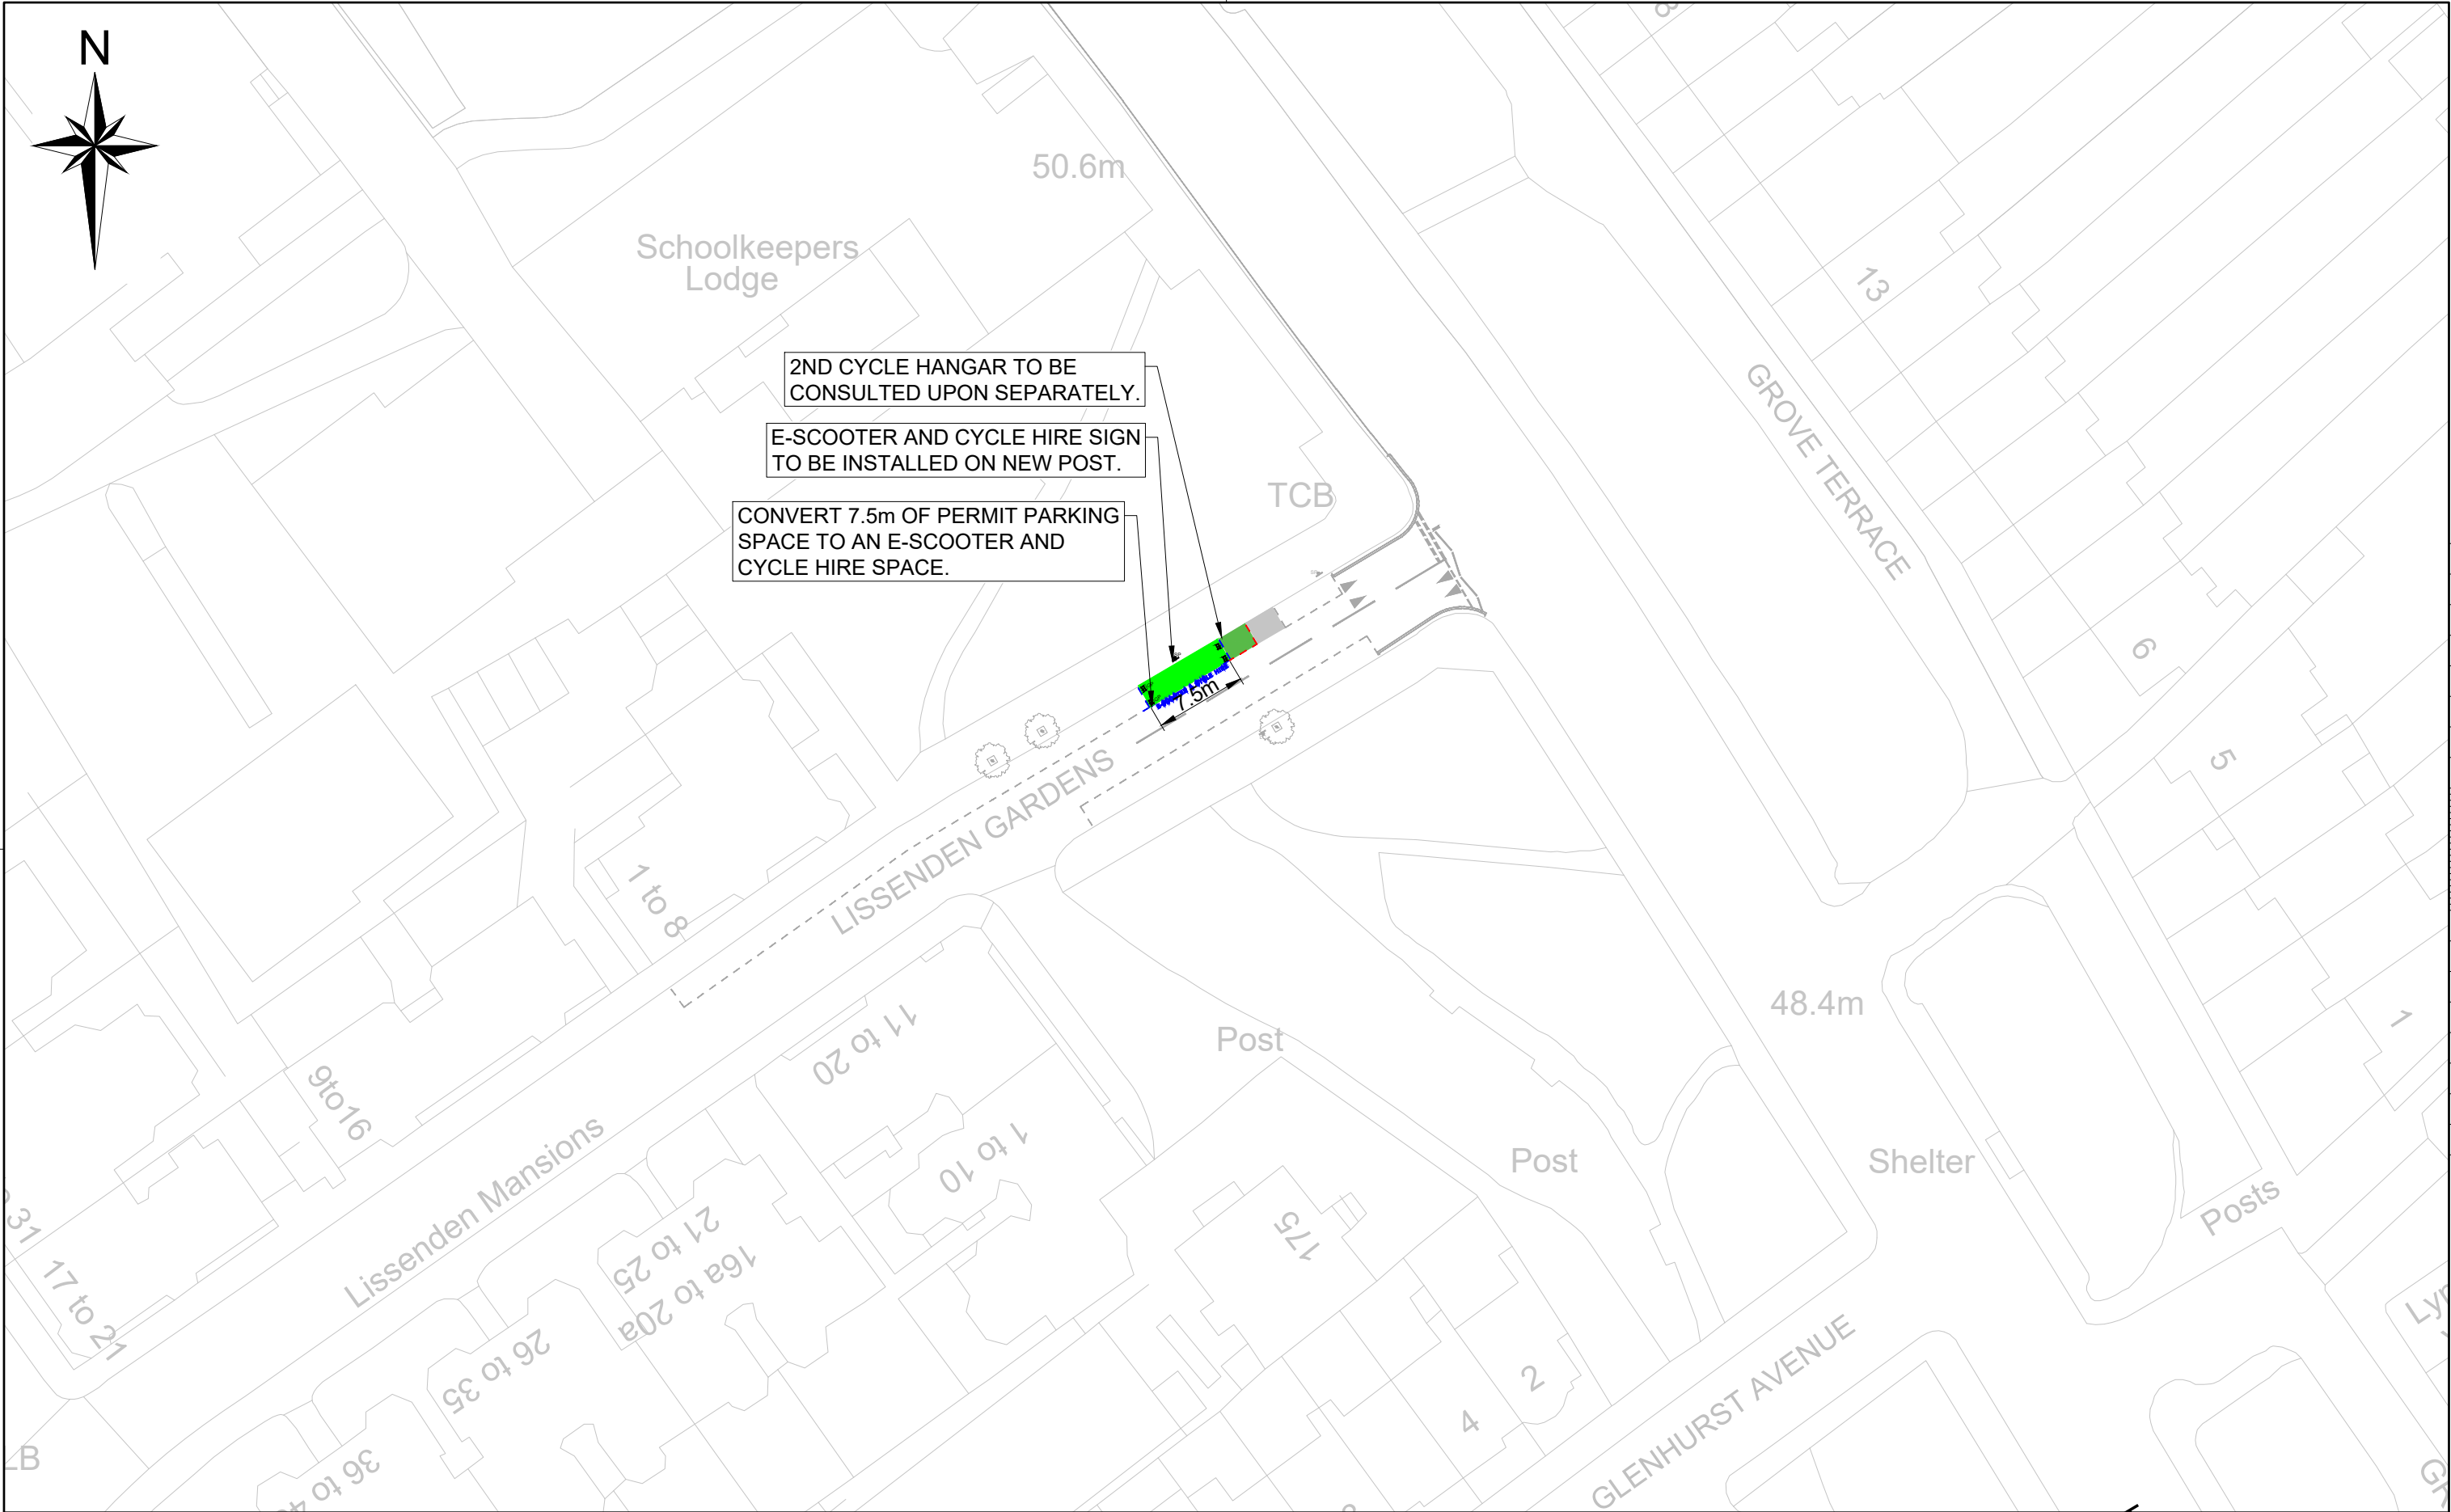 N
8
50.6m
Schoolkeepers
Lodge
13
2ND CYCLE HANGAR TO BE
CONSULTED UPON SEPARATELY.
E-SCOOTER AND CYCLE HIRE SIGN
TO BE INSTALLED ON NEW POST.
TCB
CONVERT 7.5m OF PERMIT PARKING
SPACE TO AN E-SCOOTER AND
CYCLE HIRE SPACE.
GROVE TERRACE
6
7.5m
5
LISSENDEN GARDENS
1 to 8
48.4m
1
11 to 20
Post
9to16
1 to 10
Post
Shelter
Posts
Lissenden Mansions
31
21 to 25
16a to 20a
175
17 to 21
26 to 35
2
4
GLENHURST AVENUE
LB
36 to 4